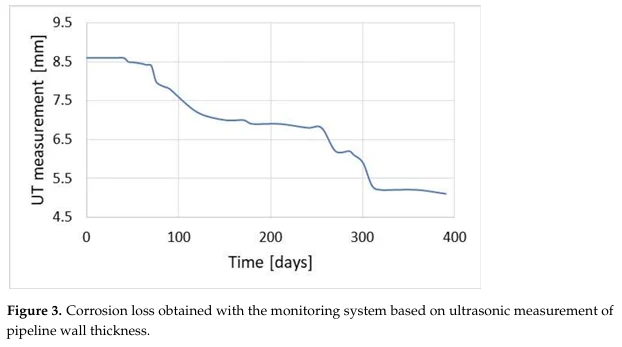 9.5
8.5
7.5
6.5
5.5
4.5
UT measurement [mm]
0 100 200 300 400
Time [days]
Figure 3. Corrosion loss obtained with the monitoring system based on ultrasonic measurement of
pipeline wall thickness.